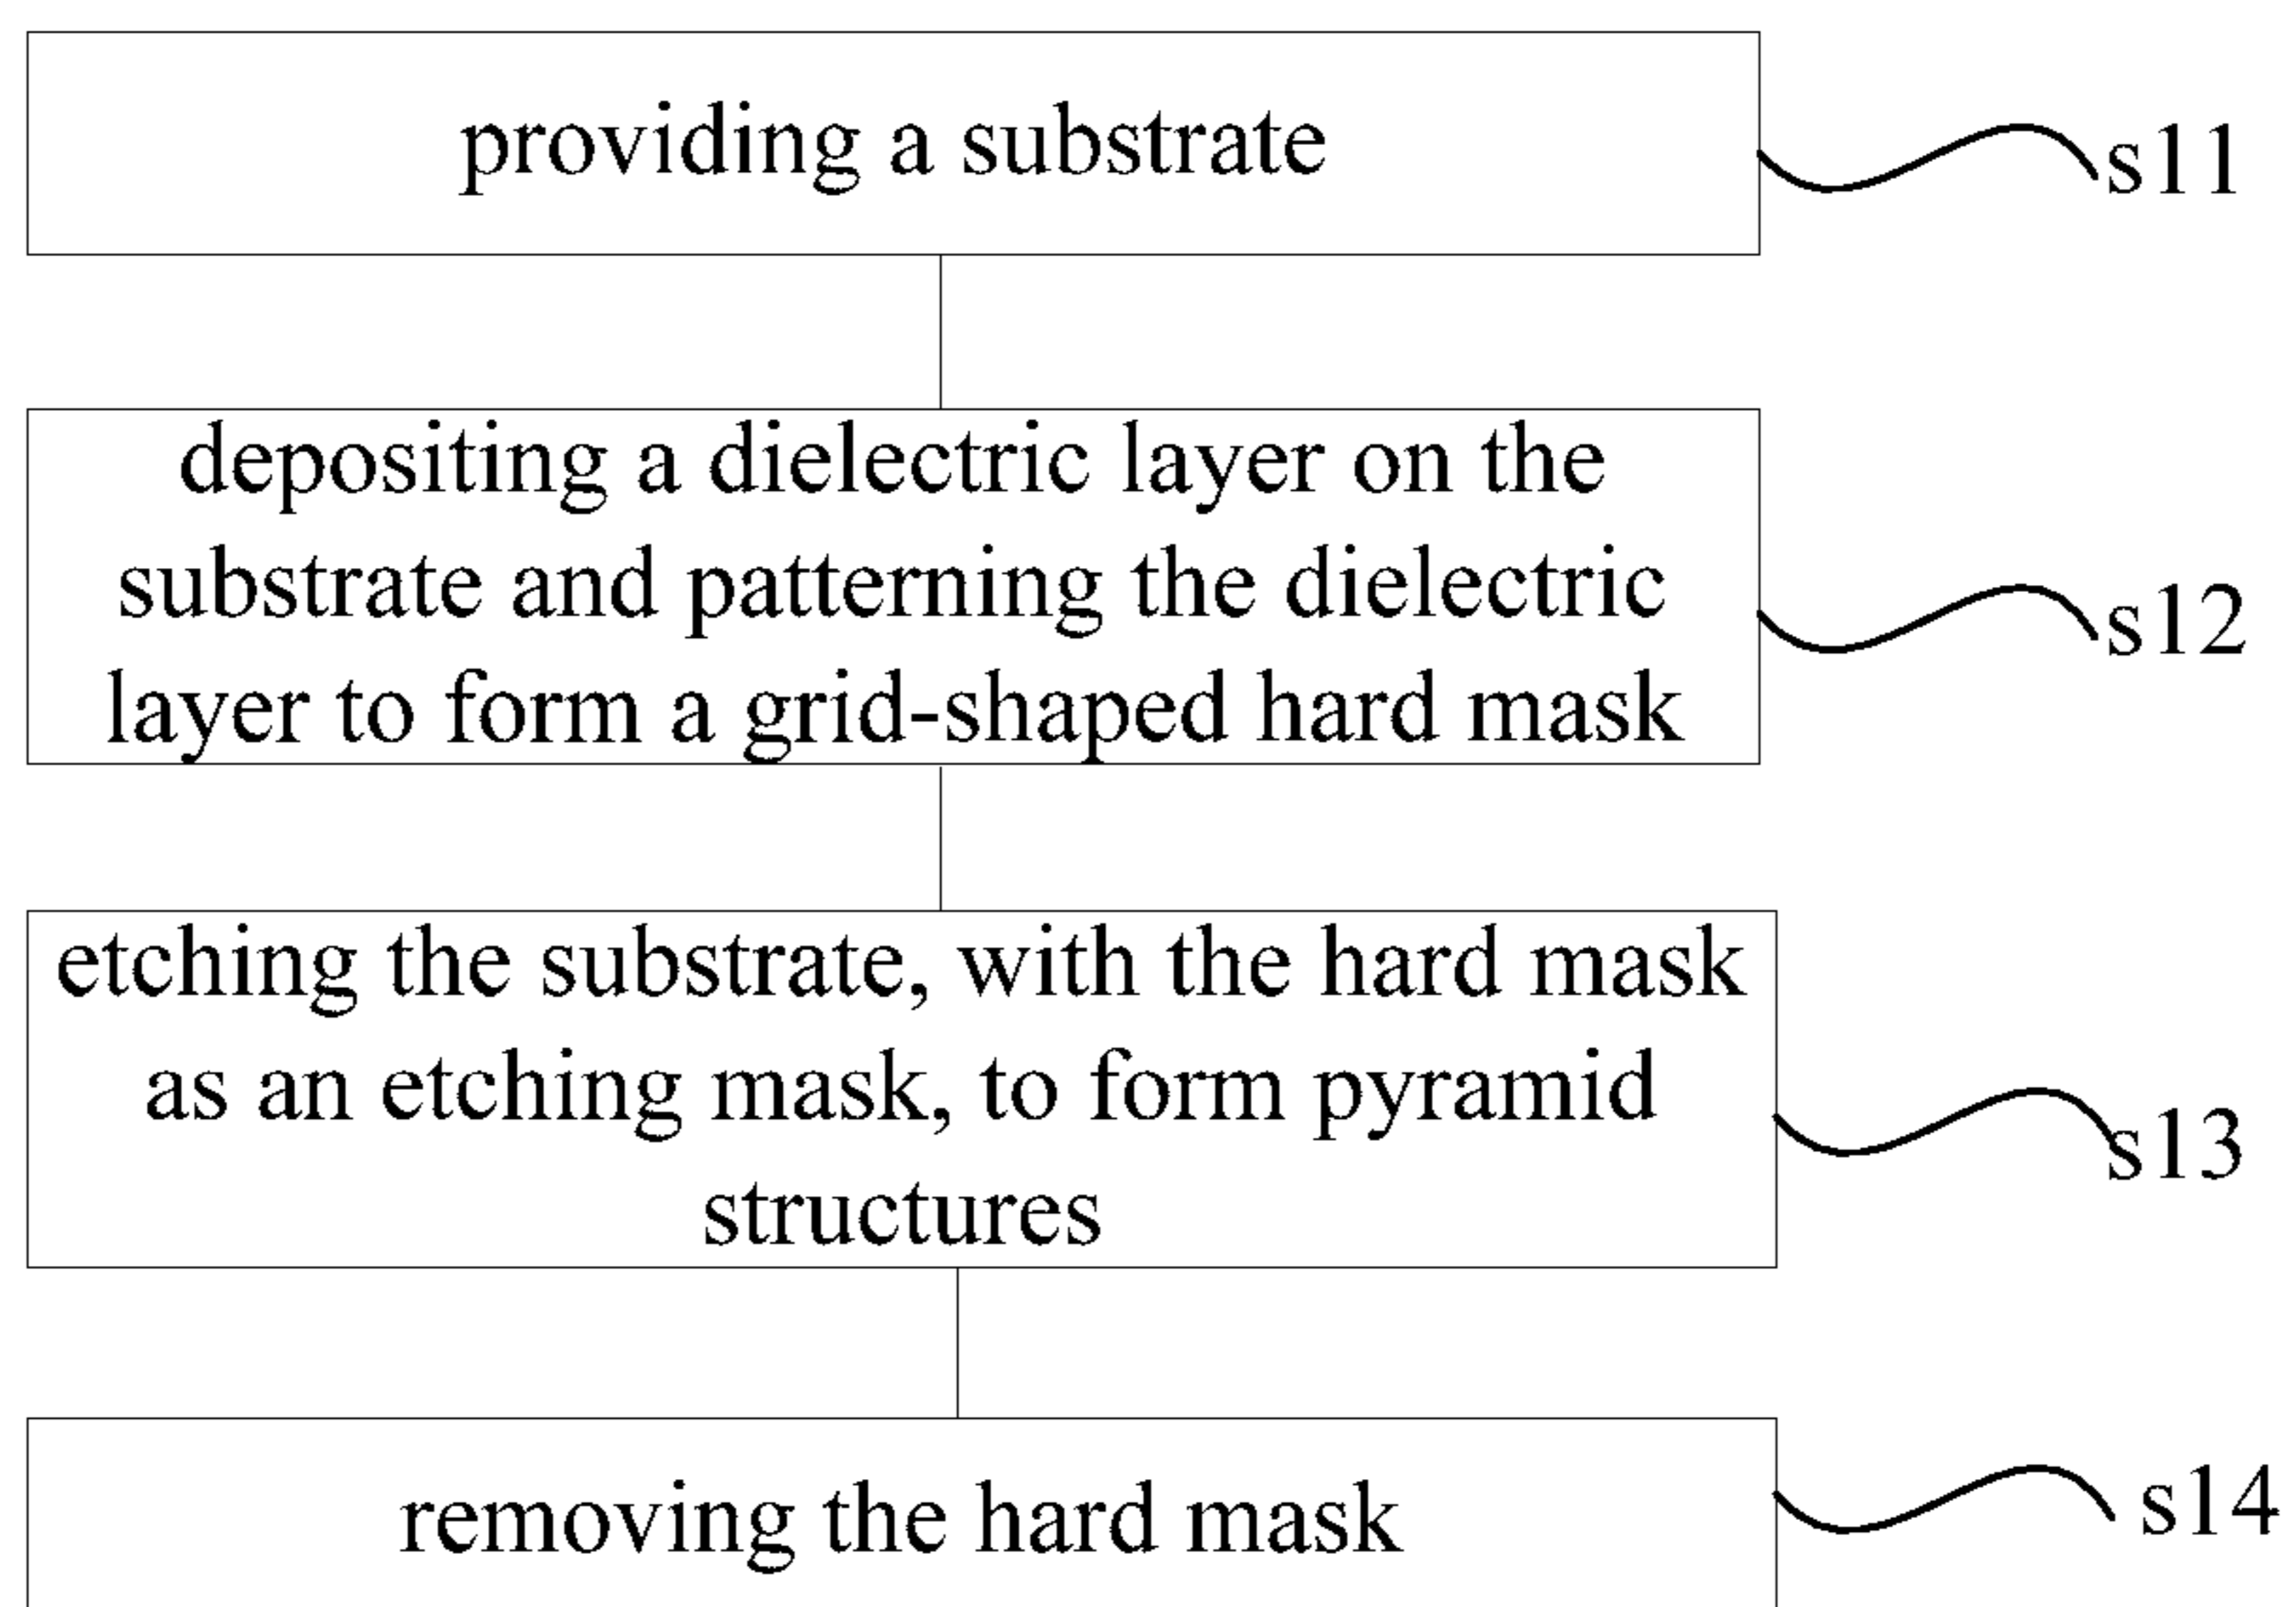 providing a substrate
s11
depositing a dielectric layer on the
substrate and patterning the dielectric
layer to form a grid-shaped hard mask
s12
etching the substrate, with the hard mask
as an etching mask, to form pyramid
structures
s13
removing the hard mask
s14